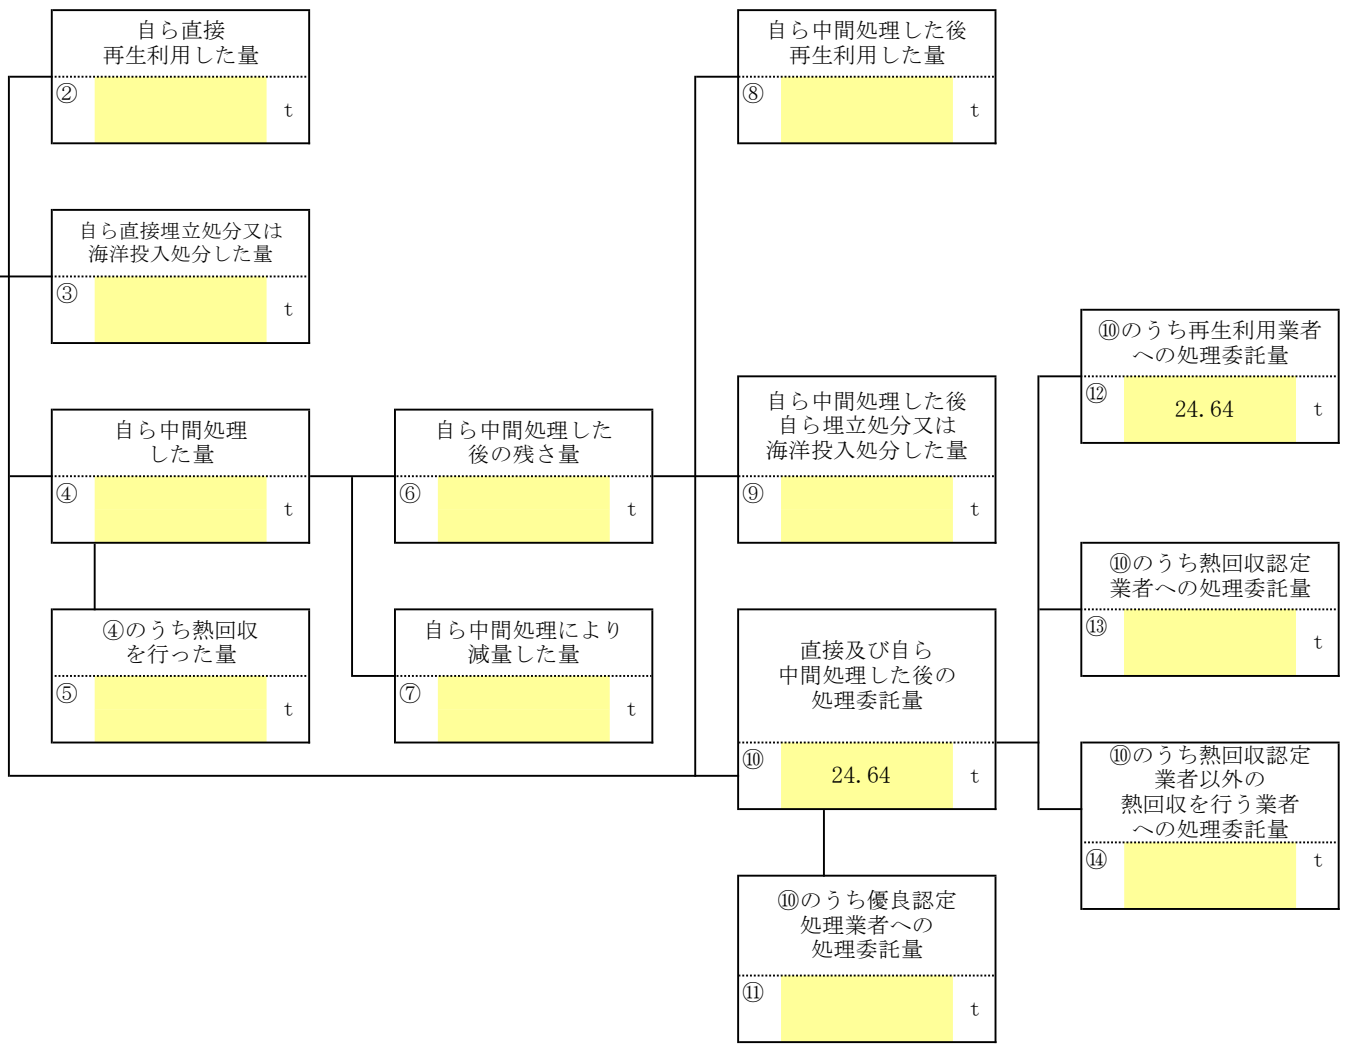 自ら直接
再生利用した量
②
t
自ら中間処理した後
再生利用した量
⑧
t
自ら直接埋立処分又は
海洋投入処分した量
③
t
⑩のうち再生利用業者
への処理委託量
⑫
24.64
t
自ら中間処理
した量
④
t
自ら中間処理した
後の残さ量
⑥
t
自ら中間処理した後
自ら埋立処分又は
海洋投入処分した量
⑨
t
⑩のうち熱回収認定
業者への処理委託量
⑬
t
④のうち熱回収
を行った量
⑤
t
自ら中間処理により
減量した量
⑦
t
直接及び自ら
中間処理した後の
処理委託量
⑩
24.64
t
⑩のうち熱回収認定
業者以外の
熱回収を行う業者
への処理委託量
⑭
t
⑩のうち優良認定
処理業者への
処理委託量
⑪
t